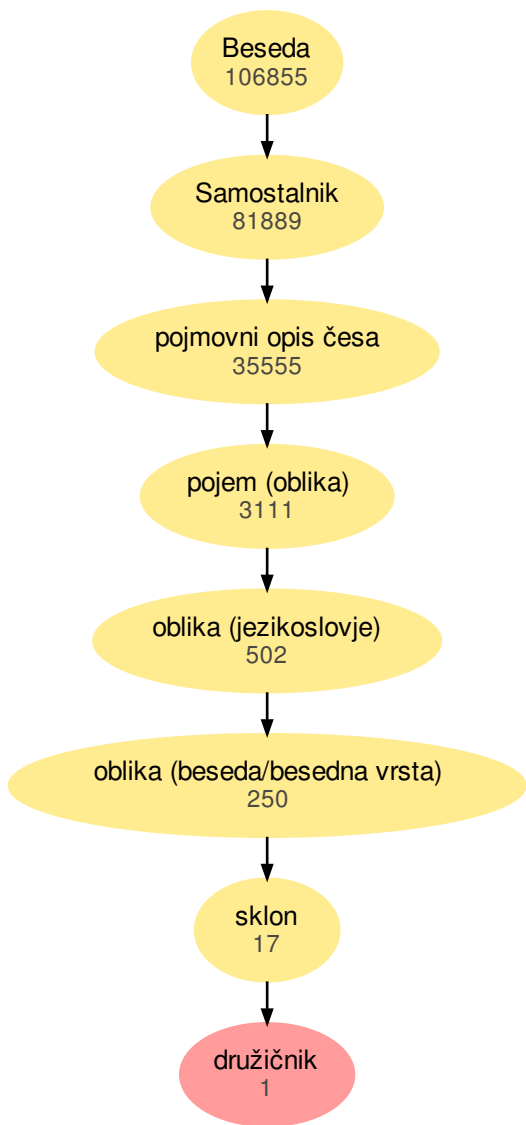 Beseda
106855
Samostalnik
81889
pojmovni opis česa
35555
pojem (oblika)
3111
oblika (jezikoslovje)
502
oblika (beseda/besedna vrsta)
250
sklon
17
družičnik
1